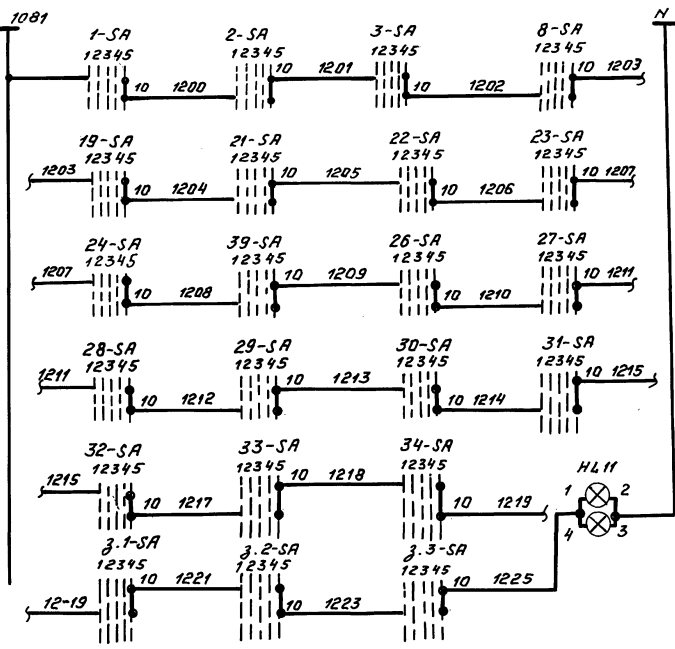 1081 N
1-SA 2-SA 3-SA 8-SA
12345 12345 12345 12345
10 1200 10 1201 10 1202 10 1203
19-SA 21-SA 22-SA 23-SA
12345 12345 12345 12345
1203 10 1204 10 1205 10 1206 10 1207
24-SA 39-SA 26-SA 27-SA
12345 12345 12345 12345
1207 10 1208 10 1209 10 1210 10 1211
28-SA 29-SA 30-SA 31-SA
12345 12345 12345 12345
1211 10 1212 10 1213 10 1214 10 1215
32-SA 33-SA 34-SA
12345 12345 12345
1215 10 1217 10 1218 10 1219
HL11
1 2
4 3
з.1-SA з.2-SA з.3-SA
12345 12345 12345
12-19 10 1221 10 1223 10 1225